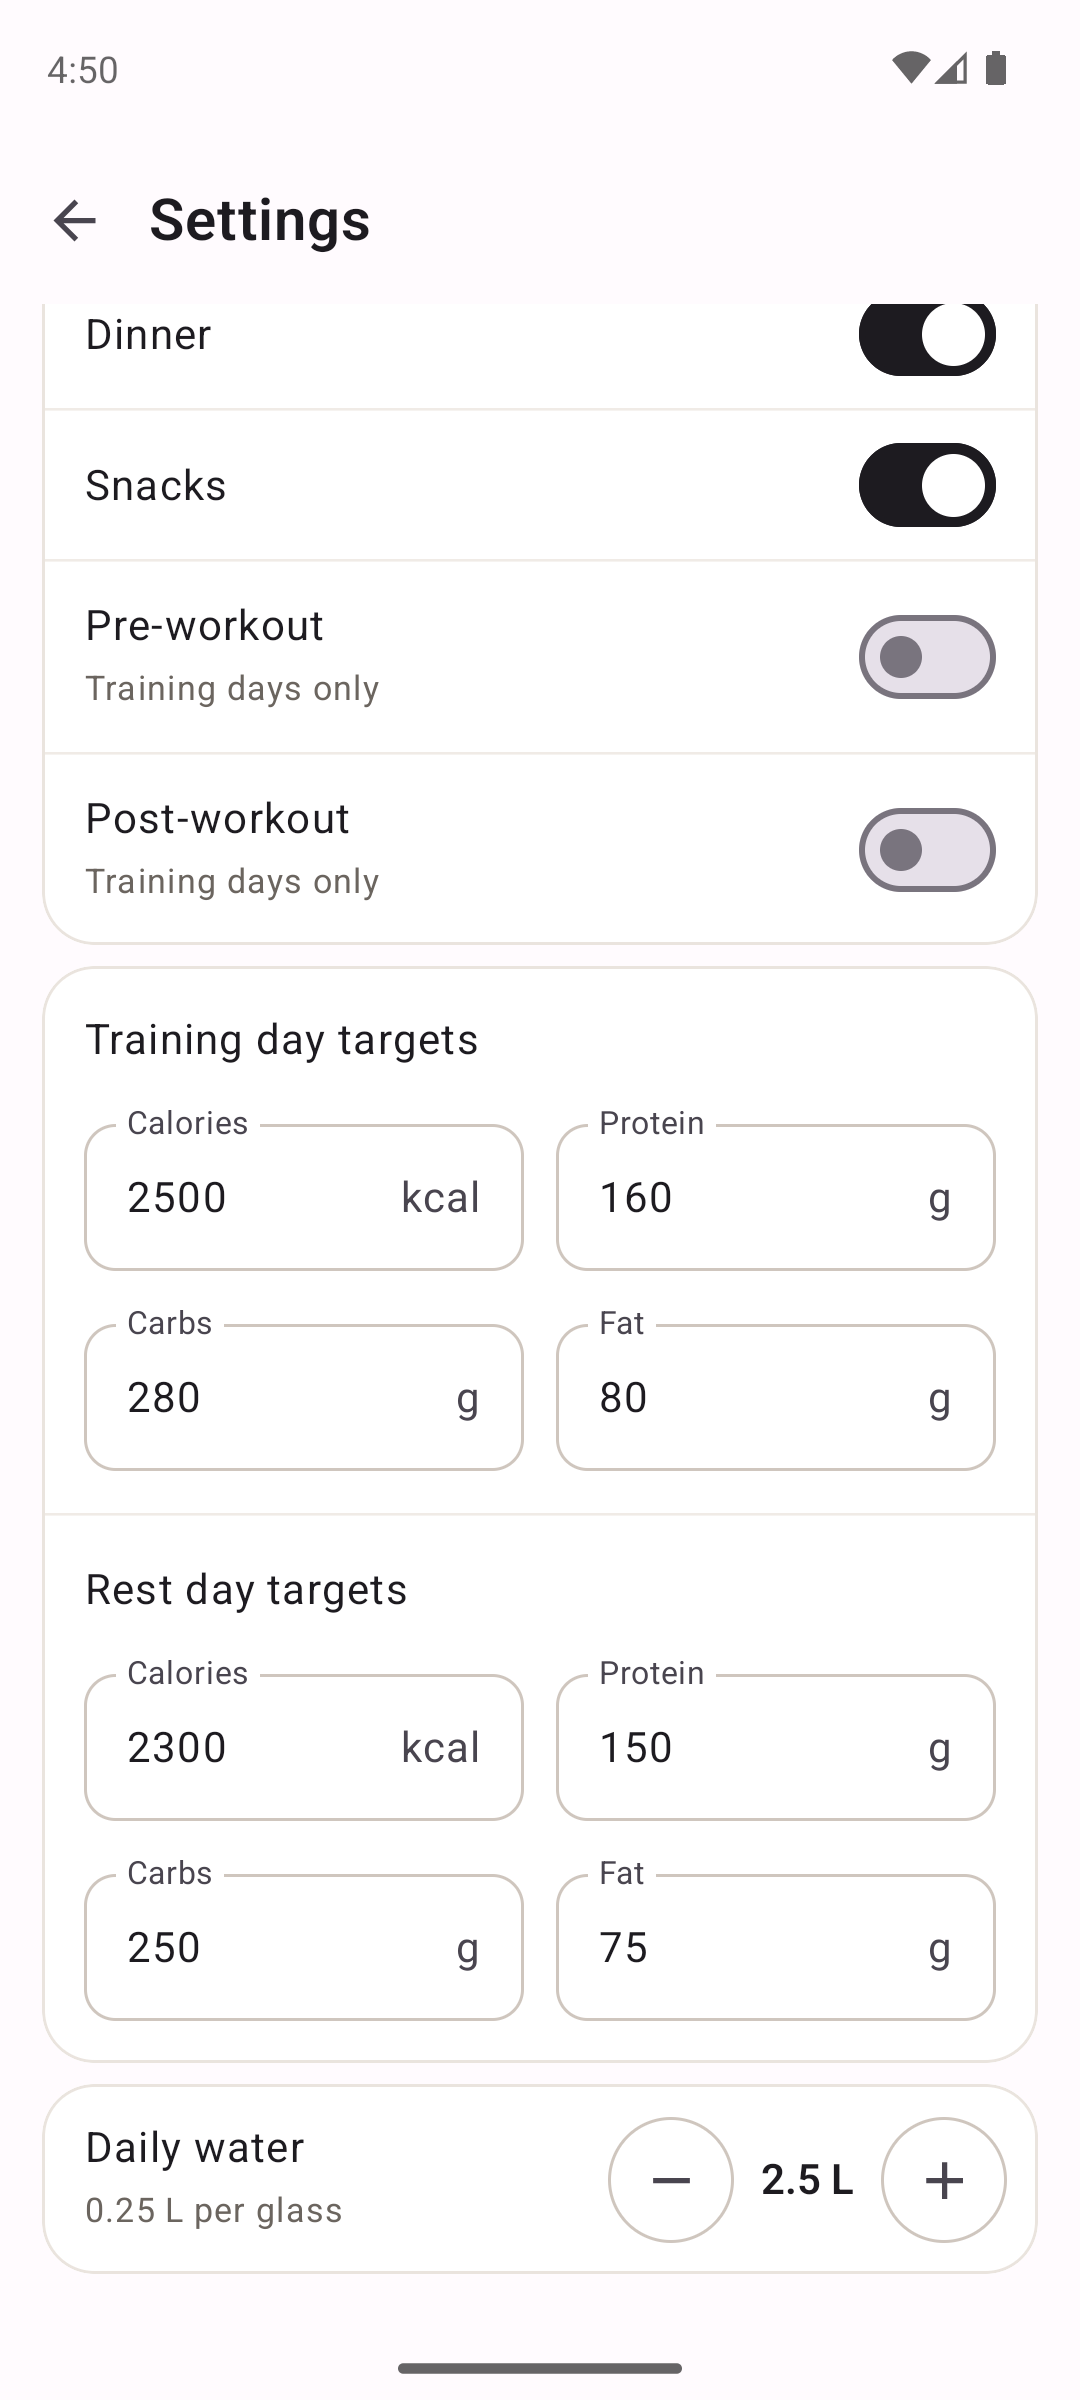 4:50
Settings
Dinner
Snacks
Pre-workout
Training days only
Post-workout
Training days only
Training day targets
Calories
2500 kcal
Protein
160 g
Carbs
280 g
Fat
80 g
Rest day targets
Calories
2300 kcal
Protein
150 g
Carbs
250 g
Fat
75 g
Daily water
0.25 L per glass
2.5 L